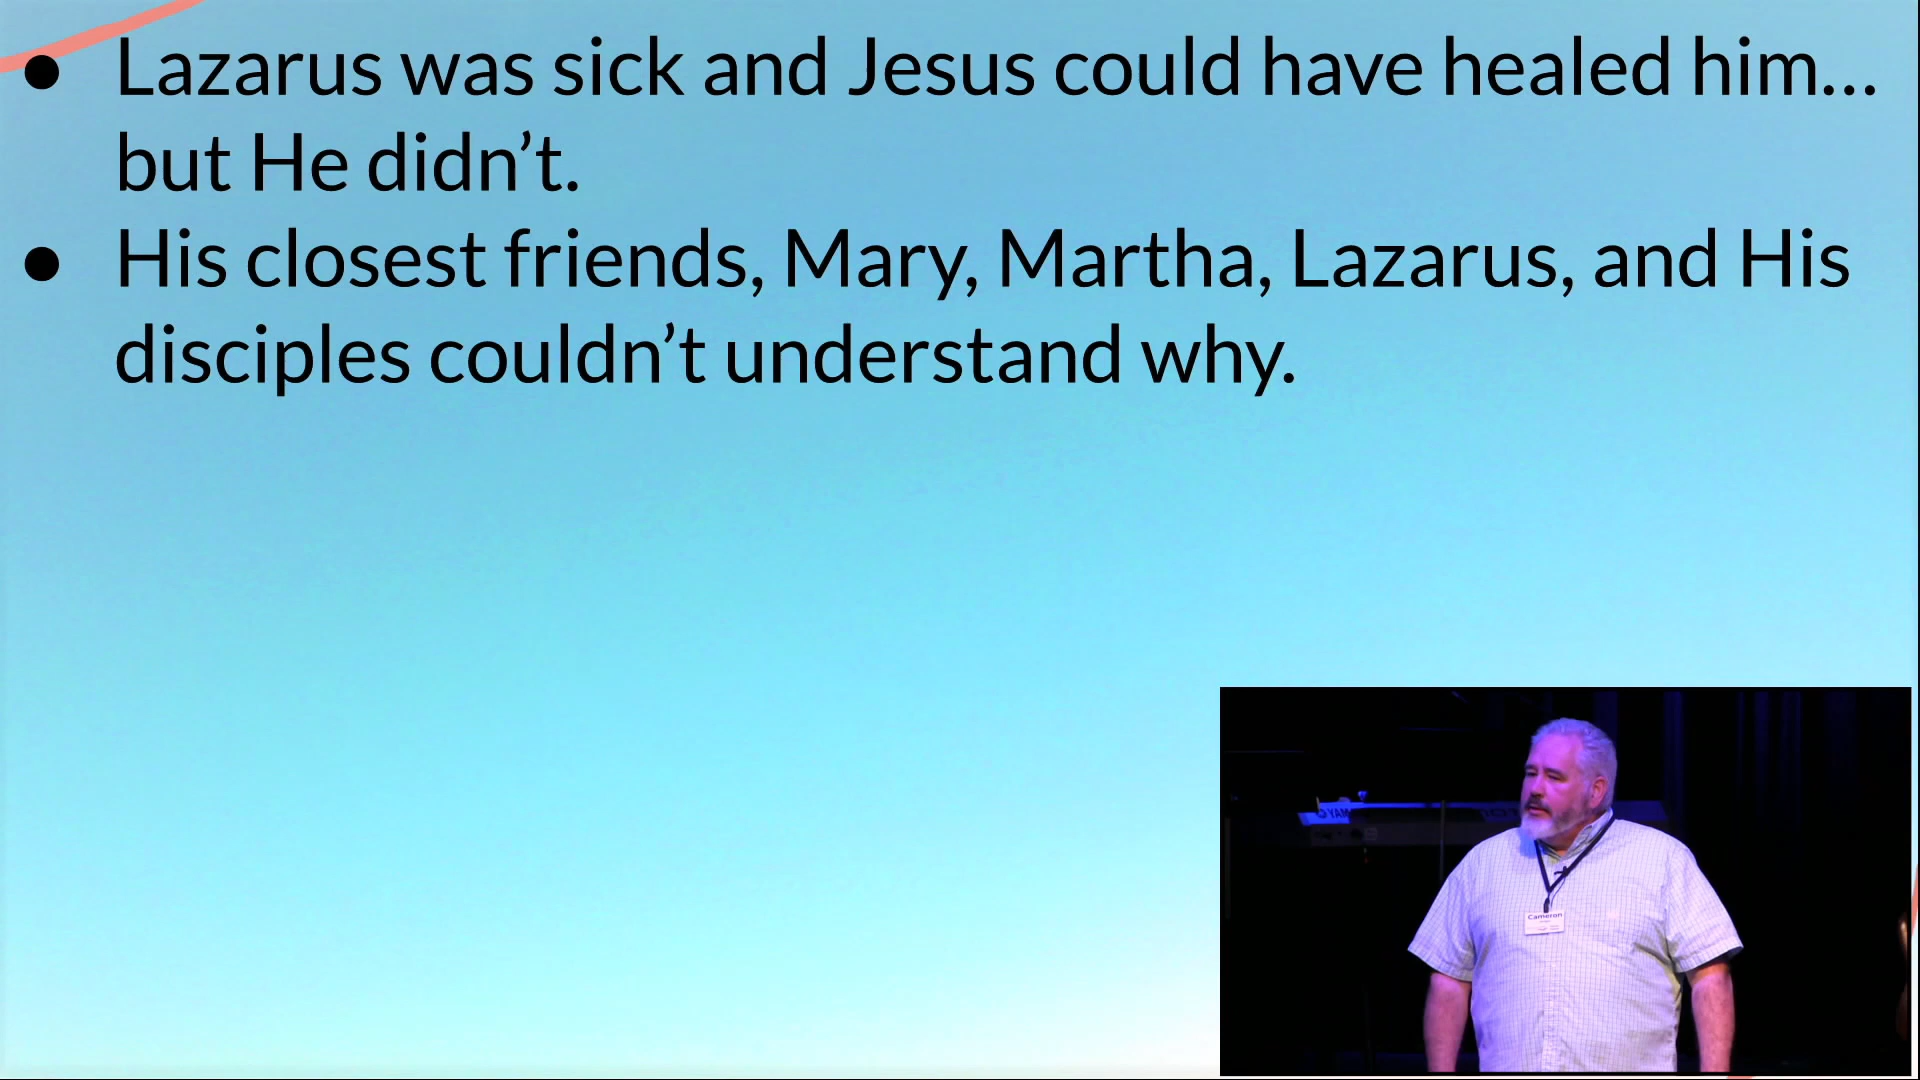 ● Lazarus was sick and Jesus could have healed him...
but He didn’t.
● His closest friends, Mary, Martha, Lazarus, and His
disciples couldn’t understand why.
Cameron